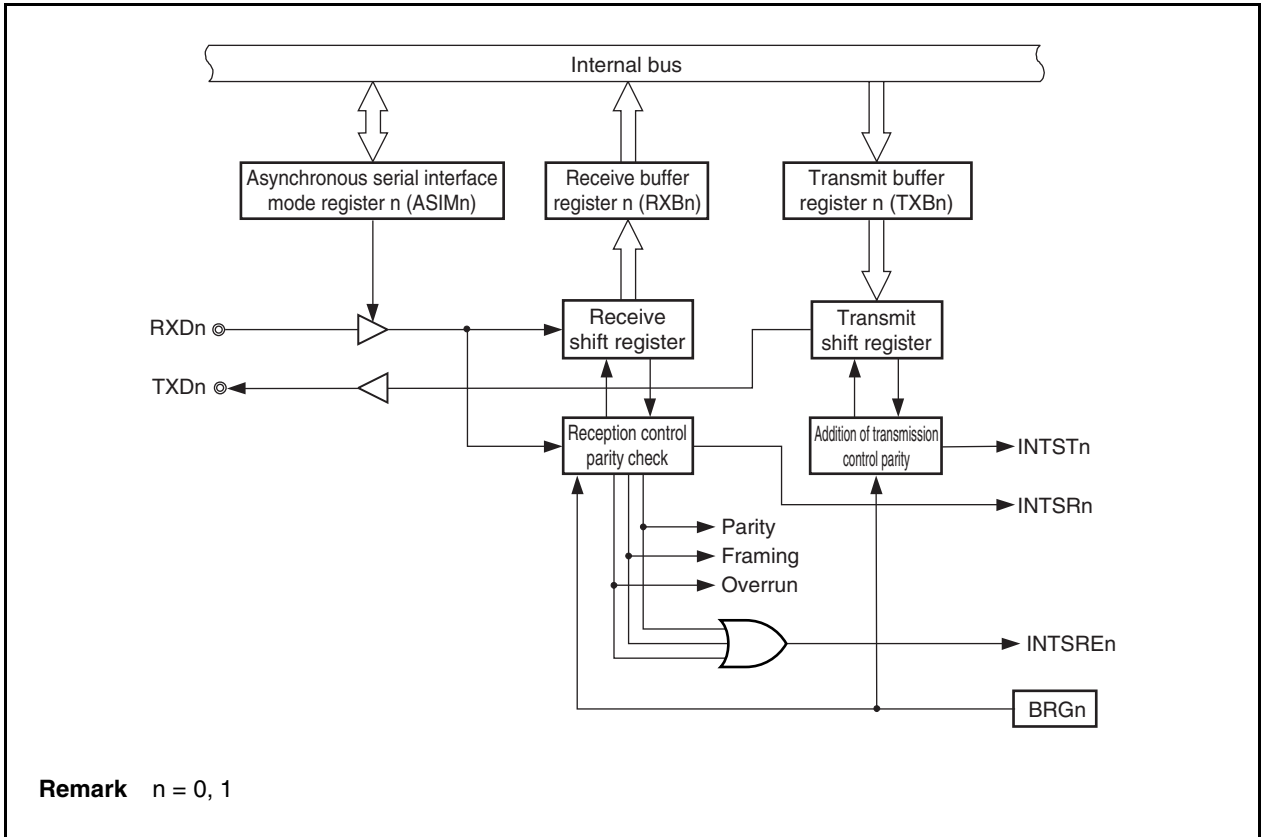 Internal bus
Asynchronous serial interface
mode register n (ASIMn)
Receive buffer
register n (RXBn)
Transmit buffer
register n (TXBn)
RXDn
Receive
shift register
Transmit
shift register
TXDn
Reception control
parity check
Addition of transmission
control parity
INTSTn
INTSRn
Parity
Framing
Overrun
INTSREn
BRGn
Remark n = 0, 1